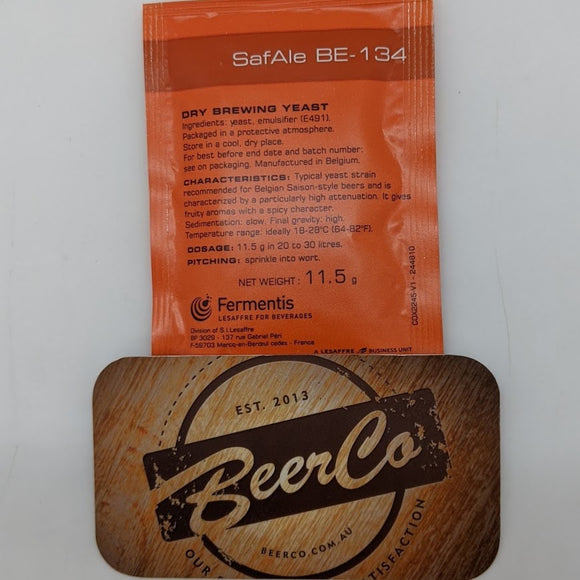 SafAle BE-134
DRY BREWING YEAST
Ingredients: yeast, emulsifier (E491).
Packaged in a protective atmosphere.
Store in a cool, dry place.
For best before end date and batch number:
see on packaging. Manufactured in Belgium.
CHARACTERISTICS: Typical yeast strain
recommended for Belgian Saison-style beers and is
characterized by a particularly high attenuation. It gives
fruity aromas with a spicy character.
Sedimentation: slow. Final gravity: high.
Temperature range: ideally 18-28°C (64-82°F).
DOSAGE: 11.5 g in 20 to 30 litres.
PITCHING: sprinkle into wort.
NET WEIGHT: 11.5 g
Fermentis
LESAFFRE FOR BEVERAGES
Division of S.I.Lesaffre
BP 3029 - 137 rue Gabriel Péri
F-59703 Marcq-en-Barœul cedex - France
A LESAFFRE BUSINESS UNIT
CDX2245-V1 - 244810
EST. 2013
BeerCo
BEERCO.COM.AU
OUR
SATISFACTION